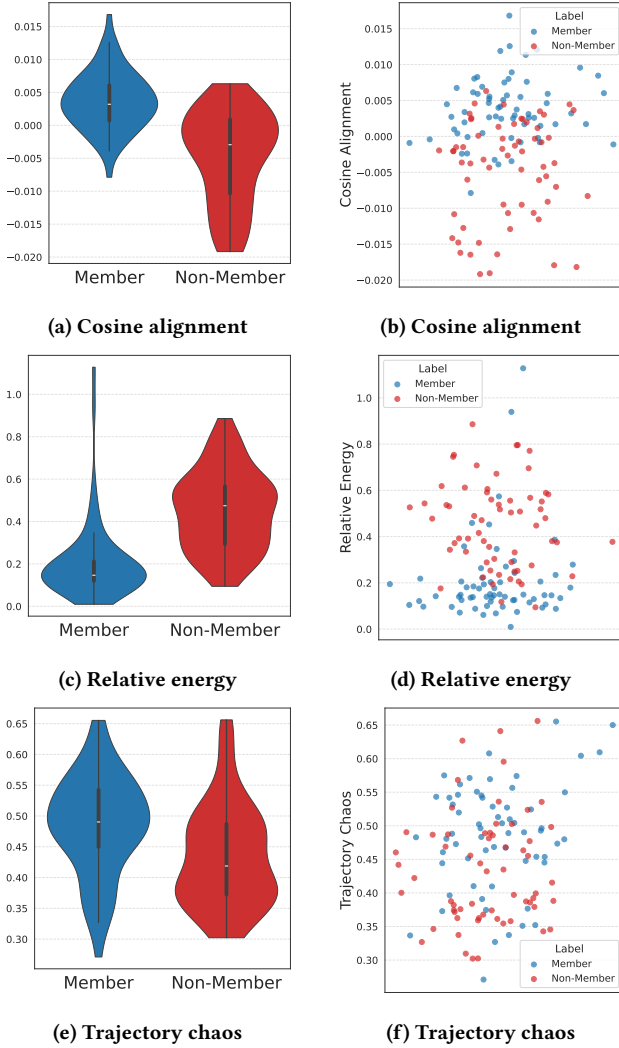 0.015
0.010
0.005
0.000
−0.005
−0.010
−0.015
−0.020
Member
Non-Member
(a) Cosine alignment
Cosine Alignment
0.015
0.010
0.005
0.000
−0.005
−0.010
−0.015
−0.020
Label
Member
Non-Member
(b) Cosine alignment
1.0
0.8
0.6
0.4
0.2
0.0
Member
Non-Member
(c) Relative energy
Relative Energy
1.0
0.8
0.6
0.4
0.2
0.0
Label
Member
Non-Member
(d) Relative energy
0.65
0.60
0.55
0.50
0.45
0.40
0.35
0.30
Member
Non-Member
(e) Trajectory chaos
Trajectory Chaos
0.65
0.60
0.55
0.50
0.45
0.40
0.35
0.30
Label
Member
Non-Member
(f) Trajectory chaos